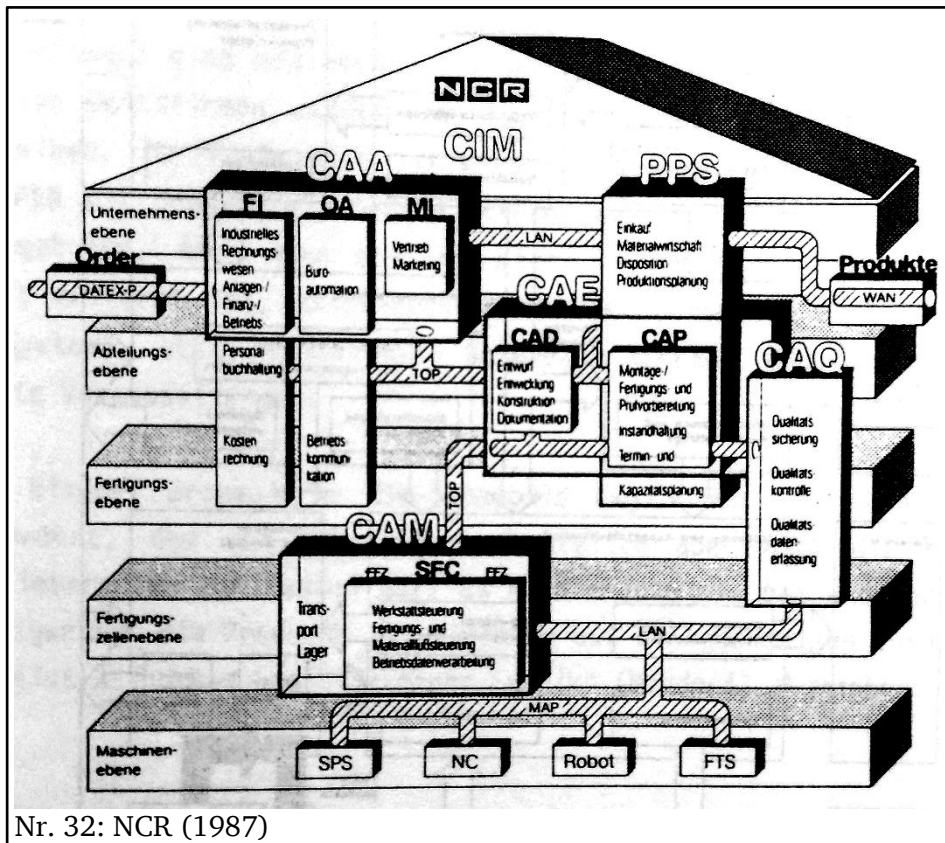 NCR
CIM
CAA
PPS
Unternehmens-
ebene
FI
OA
MI
Industrielles
Rechnungs-
wesen
Anlagen-/
Finanz-/
Betriebs
Büro-
automation
Vertrieb
Marketing
LAN
Einkauf
Materialwirtschaft
Disposition
Produktionsplanung
Order
DATEX-P
Produkte
WAN
CAE
Abteilungs-
ebene
Personal
buchhaltung
TOP
CAD
Entwurf
Entwicklung
Konstruktion
Dokumentation
CAP
Montage-/
Fertigungs- und
Prüfvorbereitung
Instandhaltung
Termin- und
Kapazitätsplanung
CAQ
Qualitäts
sicherung
Qualitäts-
kontrolle
Qualitäts
daten
erfassung
Fertigungs-
ebene
Kosten
rechnung
Betriebs
kommuni-
kation
TOP
CAM
Fertigungs-
zellenebene
Trans-
port
Lager
FFZ
SFC
FFZ
Werkstattsteuerung
Fertigungs- und
Materialflußsteuerung
Betriebsdatenverarbeitung
LAN
MAP
Maschinen-
ebene
SPS
NC
Robot
FTS
Nr. 32: NCR (1987)